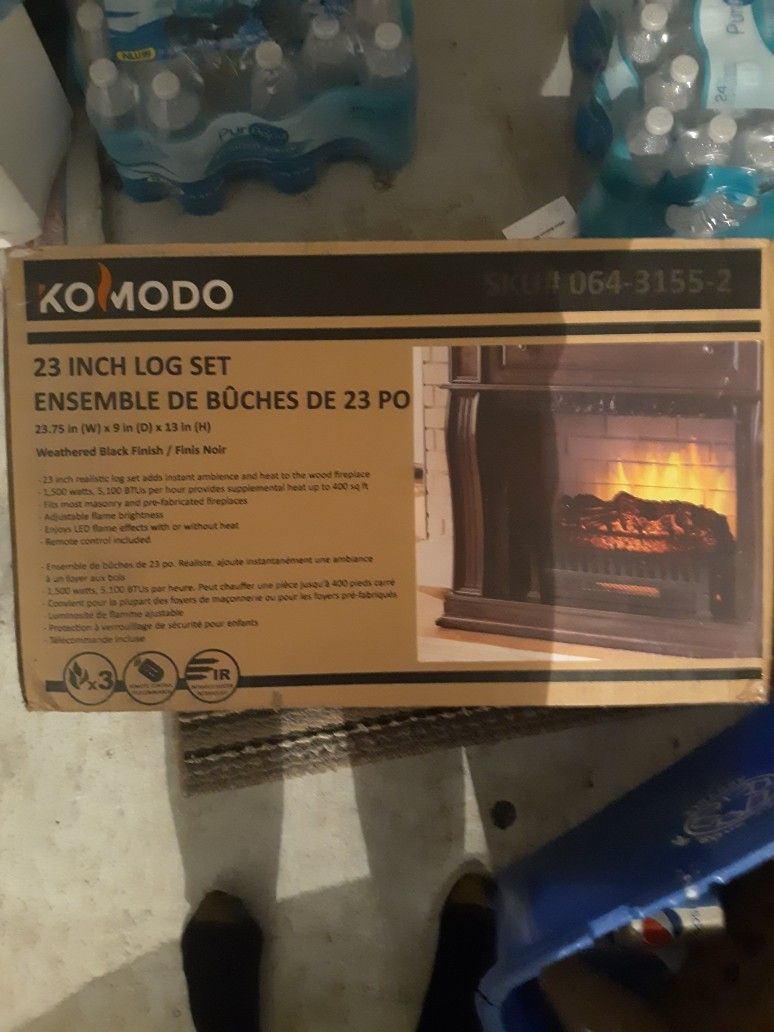 Pure
24
KOMODO
SKU# 064-3155-2
23 INCH LOG SET
ENSEMBLE DE BÛCHES DE 23 PO
23.75 in (W) x 9 in (D) x 13 in (H)
Weathered Black Finish / Finis Noir
- 23 inch realistic log set adds instant ambience and heat to the wood fireplace
- 1,500 watts, 5,100 BTUs per hour provides supplemental heat up to 400 sq ft
- Fits most masonry and pre-fabricated fireplaces
- Adjustable flame brightness
- Enjoys LED flame effects with or without heat
- Remote control included
- Ensemble de bûches de 23 po. Réaliste, ajoute instantanément une ambiance
à un foyer aux bois
- 1,500 watts, 5,100 BTUs par heure. Peut chauffer une pièce jusqu'à 400 pieds carré
- Convient pour la plupart des foyers de maçonnerie ou pour les foyers pré-fabriqués
- Luminosité de flamme ajustable
- Protection à verrouillage de sécurité pour enfants
- Télécommande incluse
x3
REMOTE CONTROL
TÉLÉCOMMANDE
IR